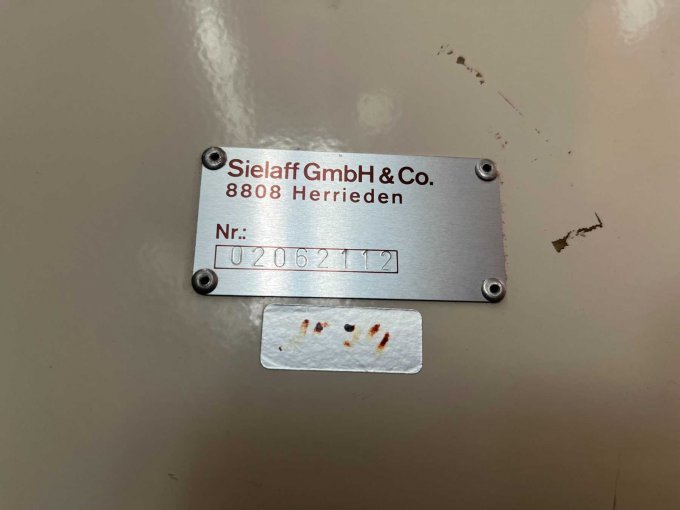 Sielaff GmbH & Co.
8808 Herrieden
Nr.:
02062112